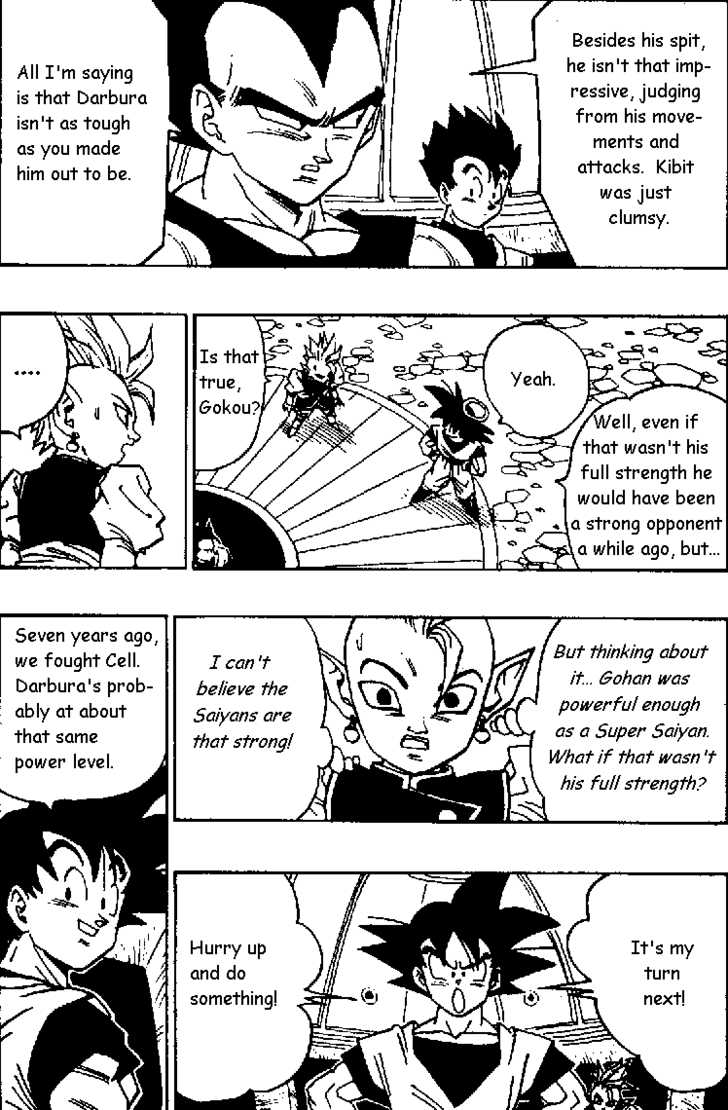 Besides his spit,
he isn't that imp-
ressive, judging
from his move-
ments and
attacks. Kibit
was just
clumsy.
All I'm saying
is that Darbura
isn't as tough
as you made
him out to be.
Yeah.
Well, even if
that wasn't his
full strength he
would have been
a strong opponent
a while ago, but...
Is that
true,
Gokou?
....
But thinking about
it... Gohan was
powerful enough
as a Super Saiyan.
What if that wasn't
his full strength?
I can't
believe the
Saiyans are
that strong!
Seven years ago,
we fought Cell.
Darbura's prob-
ably at about
that same
power level.
It's my
turn
next!
Hurry up
and do
something!